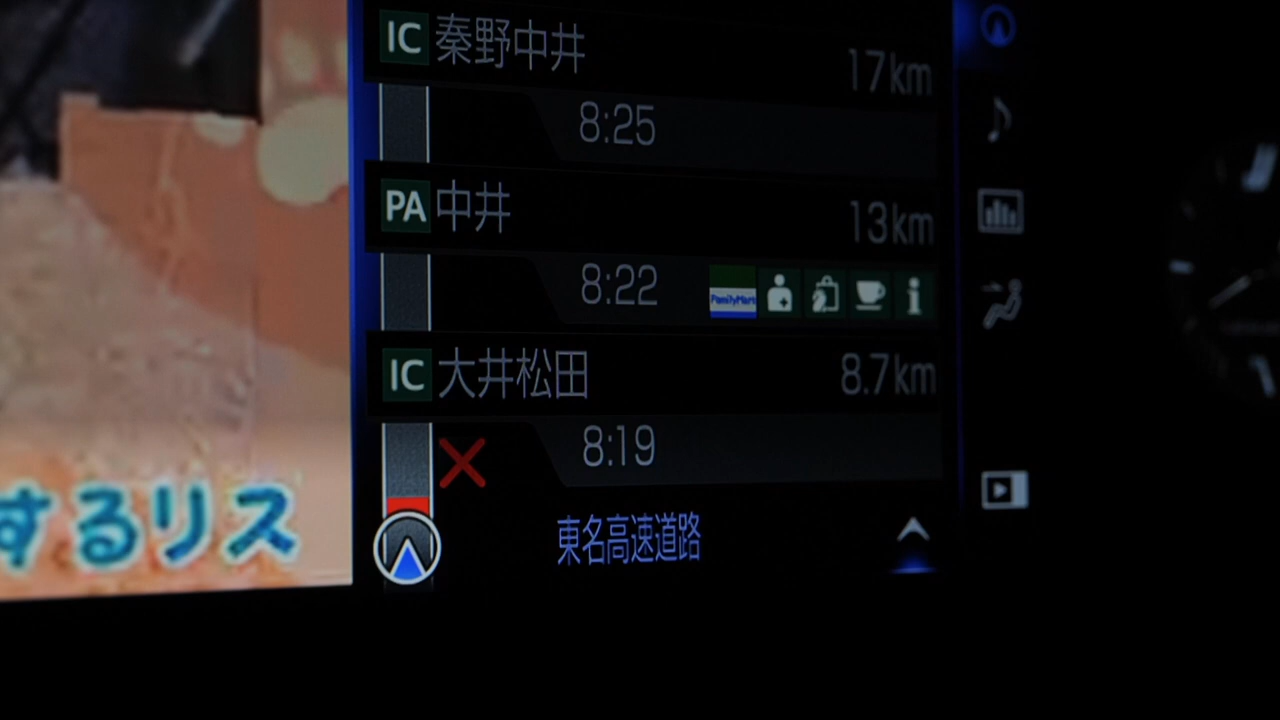 IC 秦野中井 17km
8:25
PA 中井 13km
8:22 FamilyMart i
IC 大井松田 8.7km
8:19
東名高速道路
するリス